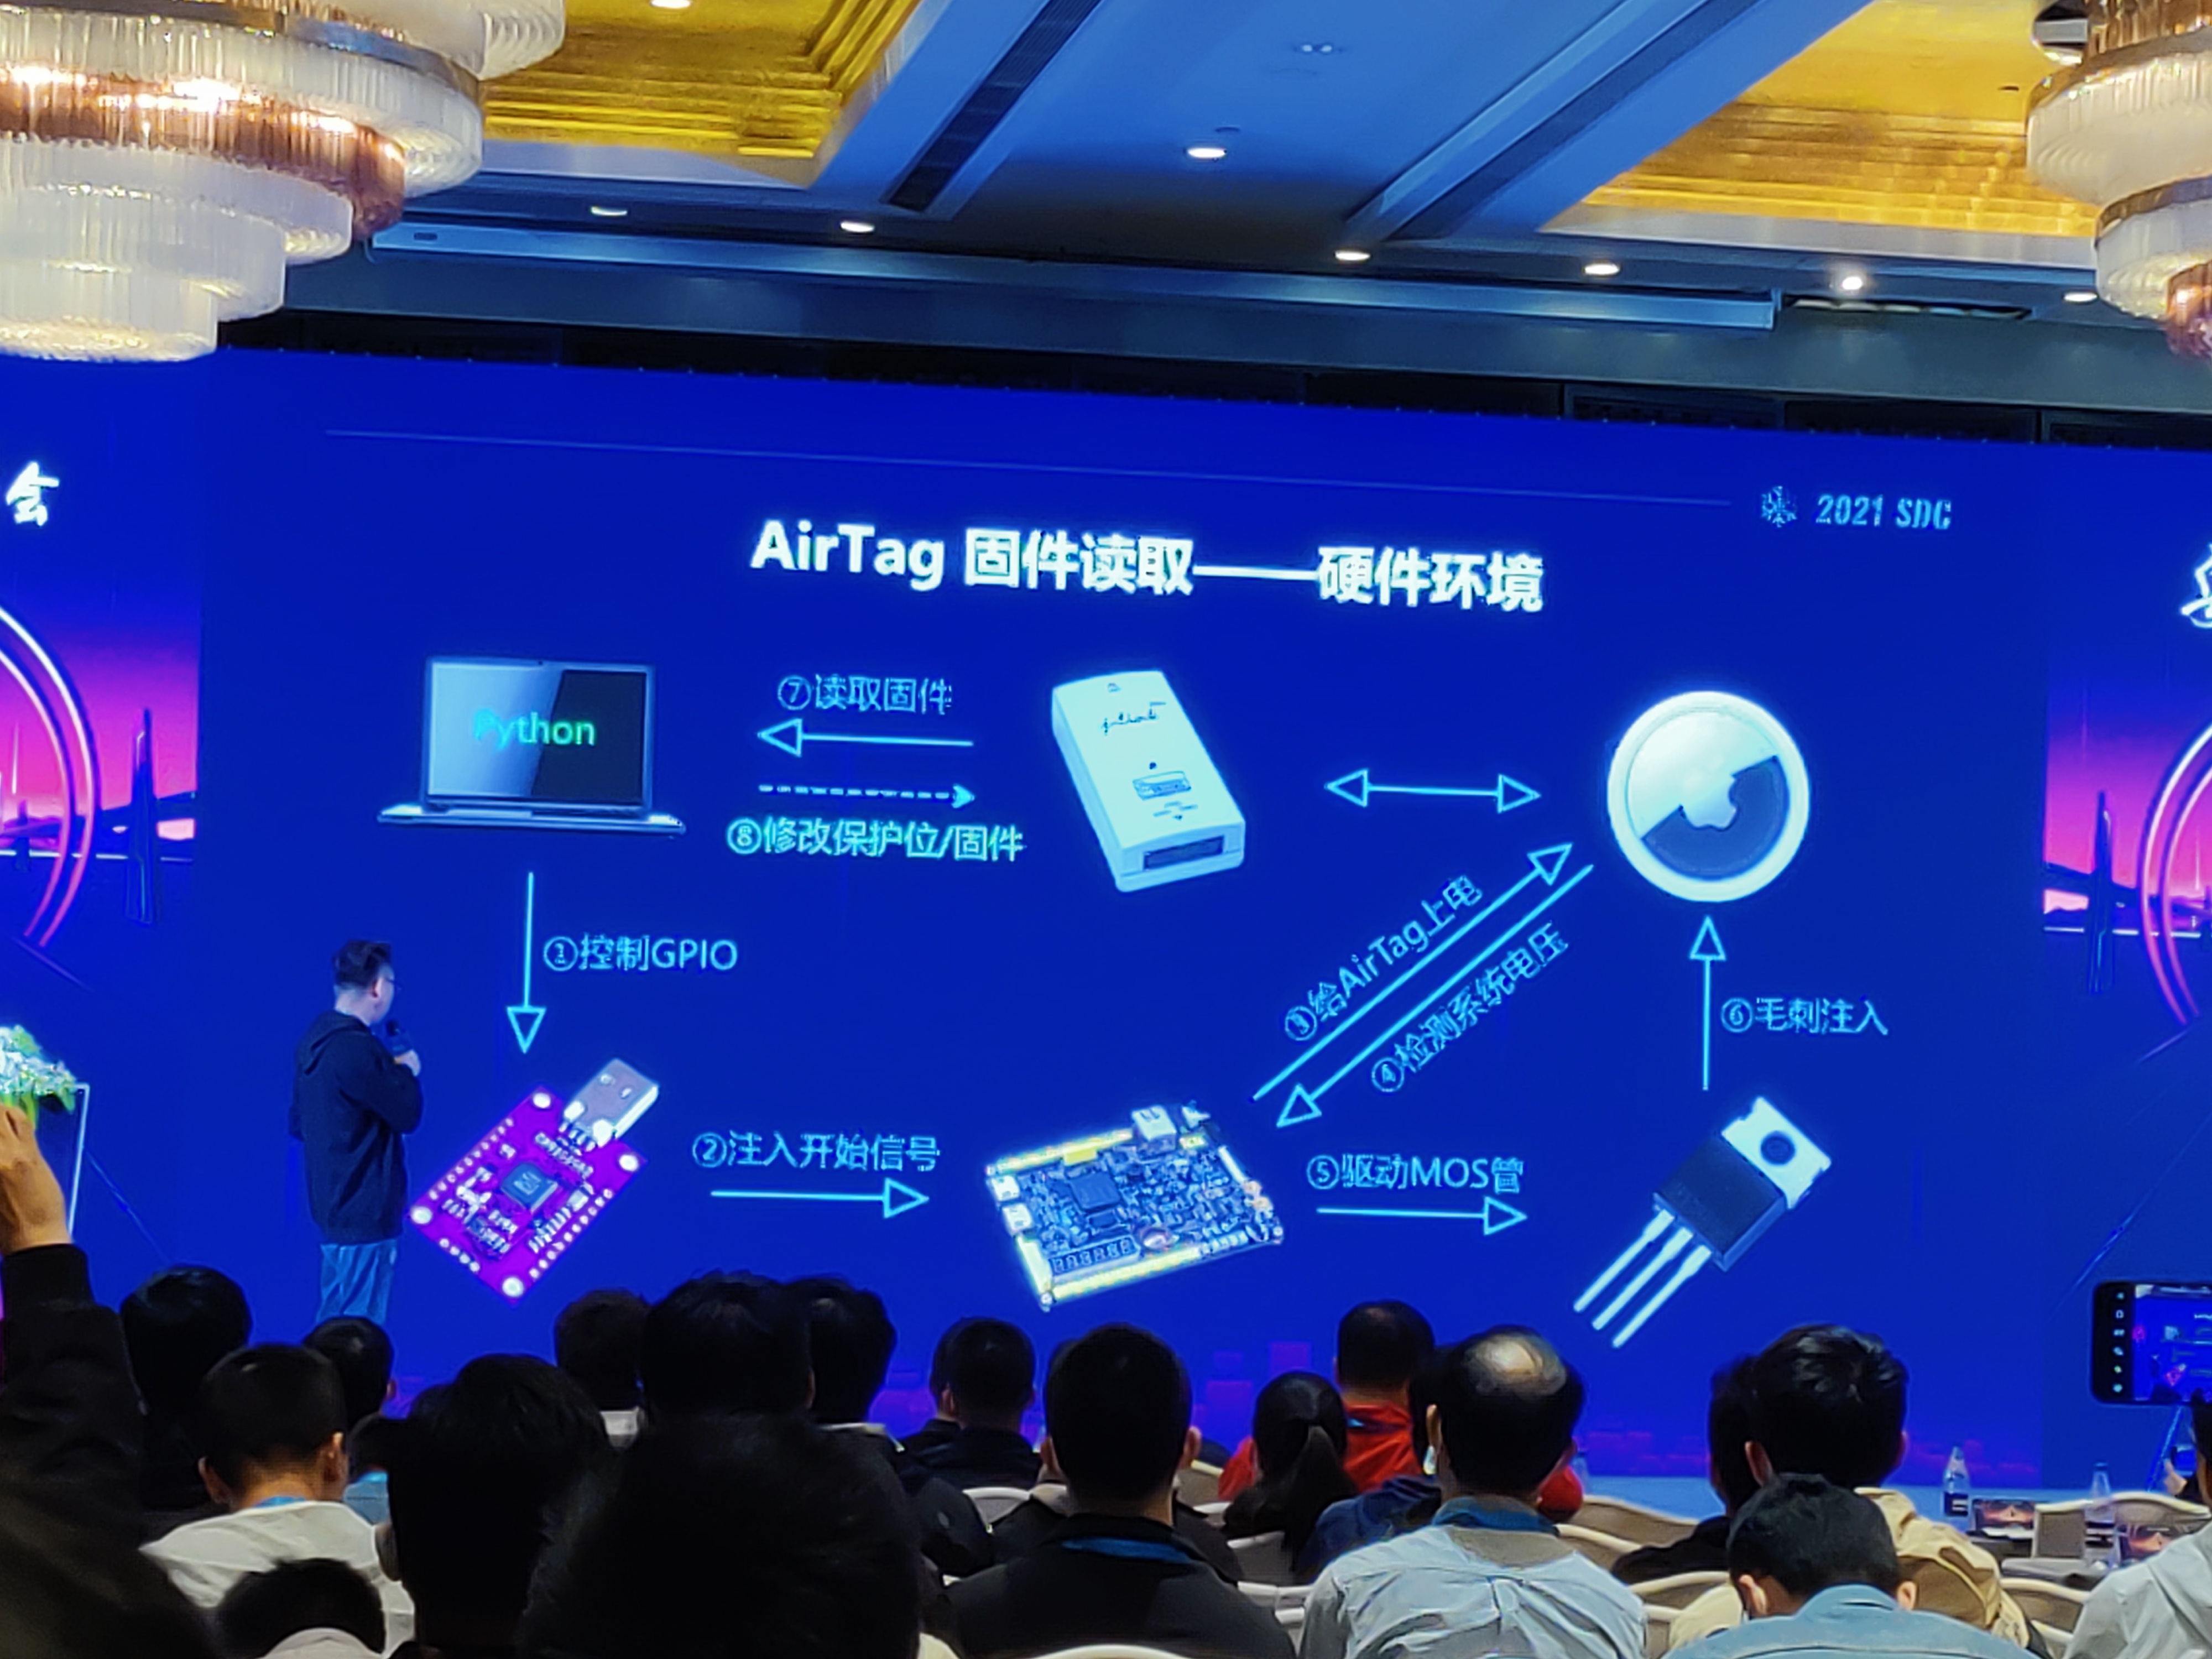 会
2021 SDC
AirTag 固件读取——硬件环境
⑦读取固件
Python
⑧修改保护位/固件
①控制GPIO
③给AirTag上电
④检测系统电压
⑥毛刺注入
②注入开始信号
⑤驱动MOS管